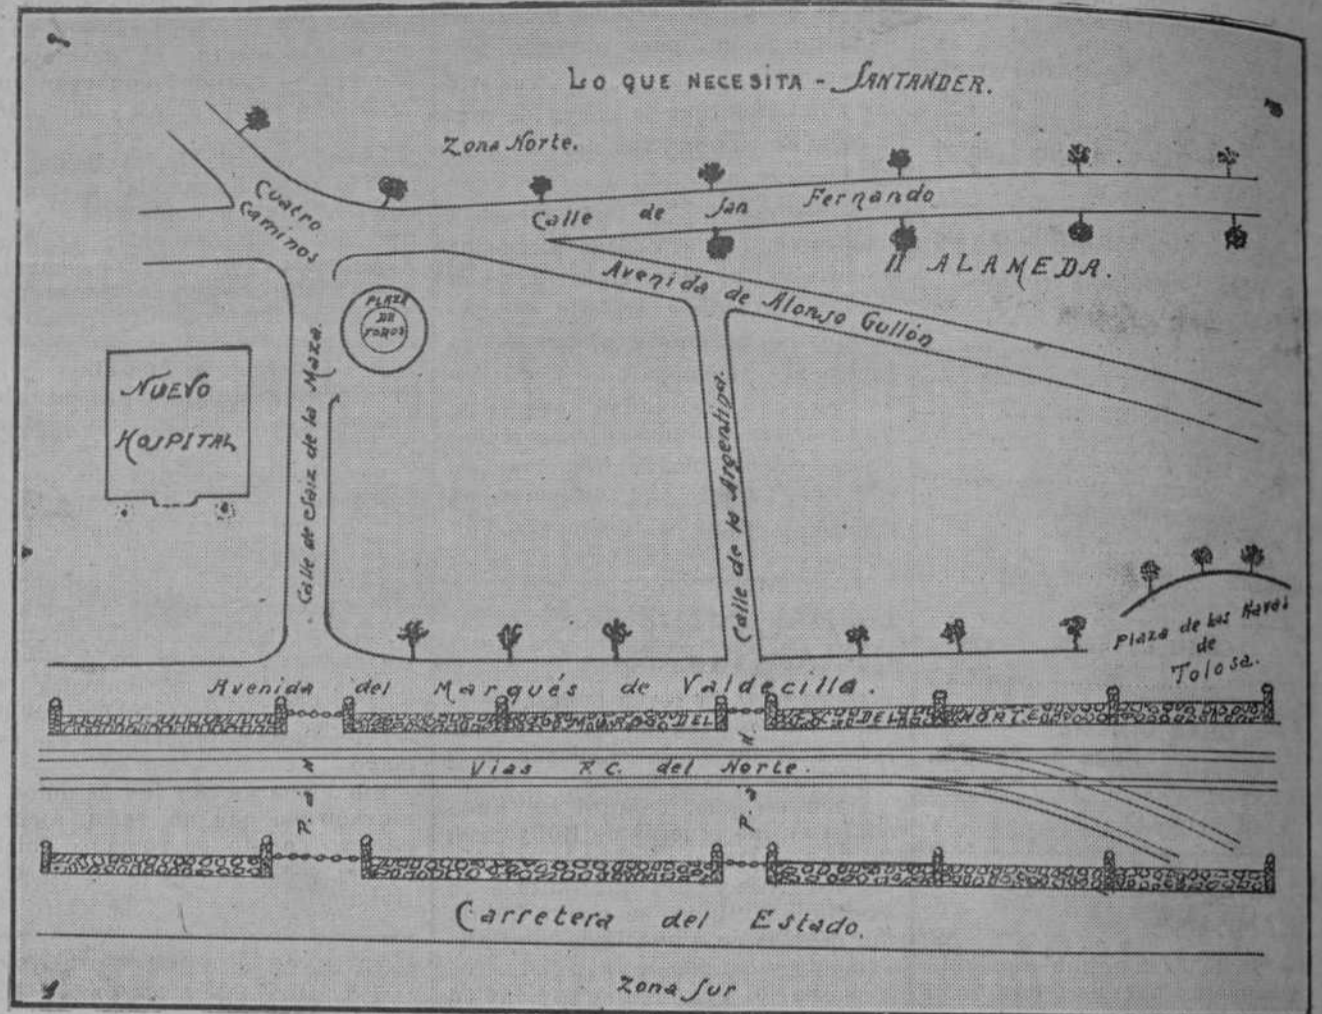 LO QUE NECESITA - SANTANDER.
Zona Norte.
Cuatro
Caminos
Calle de San Fernando
II ALAMEDA.
Avenida de Alonso Gullón
PLAZA
DE
TOROS
NUEVO
HOSPITAL
Calle de Saiz de la Maza.
Calle de la Argentina.
Plaza de las Navas
de
Tolosa.
Avenida del Marqués de Valdecilla.
MUROS DEL F.C. DEL NORTE
Vias F.C. del Norte.
P. a N.
P. a N.
Carretera del Estado.
Zona Sur